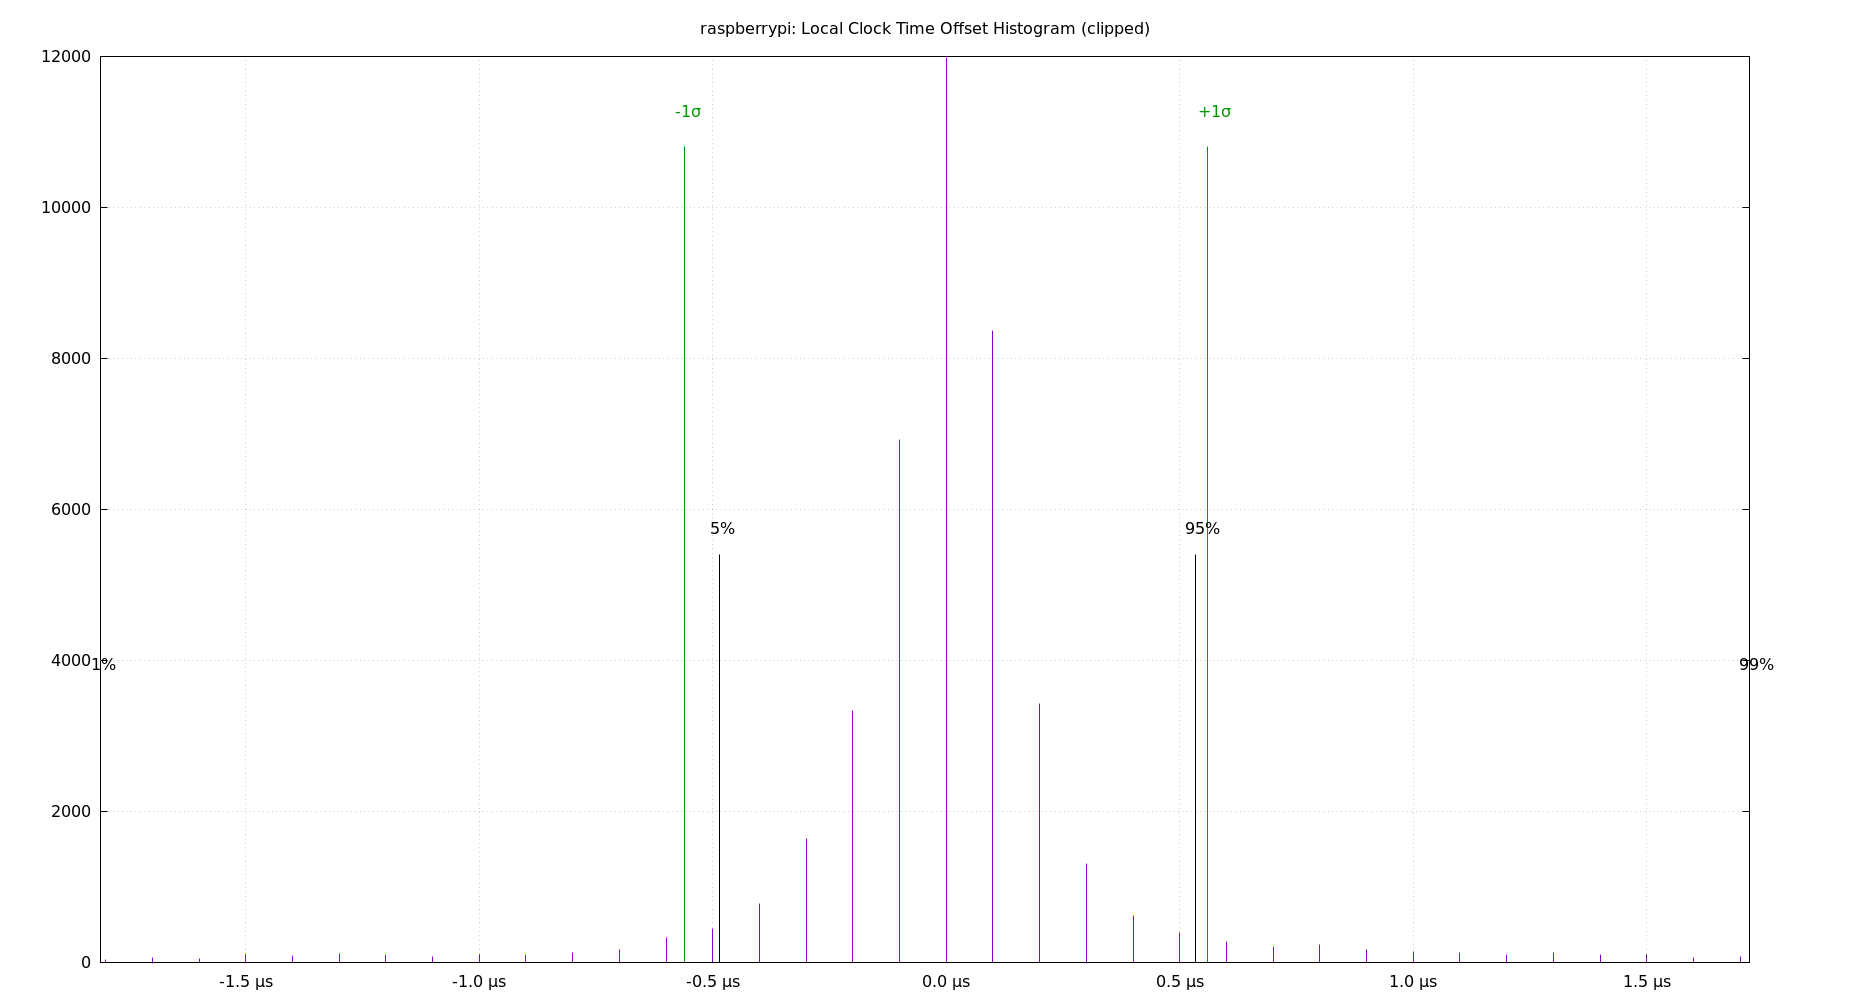 raspberrypi: Local Clock Time Offset Histogram (clipped)
12000
-1σ
+1σ
10000
8000
6000
5%
95%
4000
1%
99%
2000
0
-1.5 µs
-1.0 µs
-0.5 µs
0.0 µs
0.5 µs
1.0 µs
1.5 µs